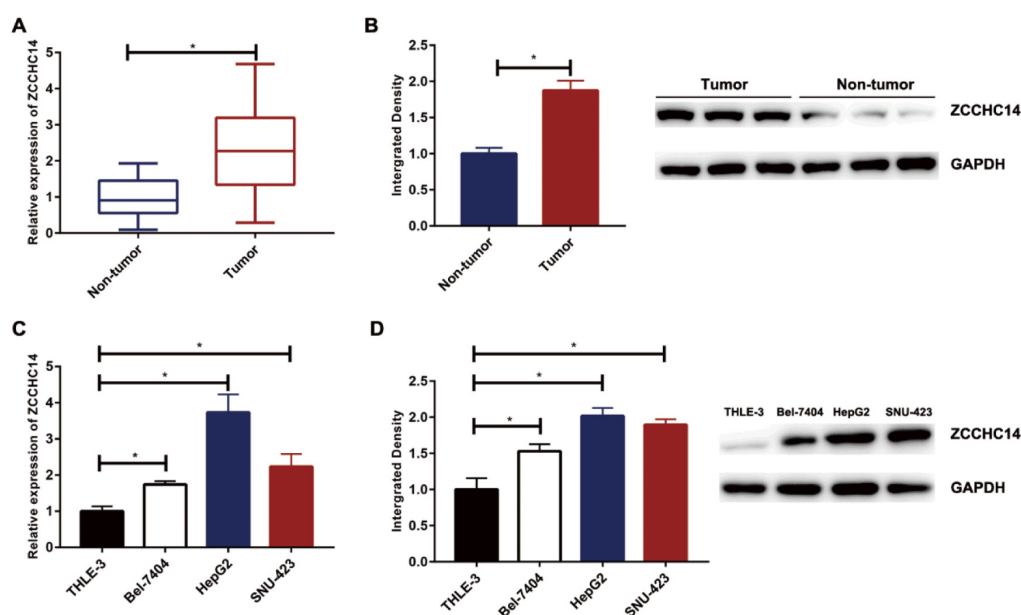 A
Relative expression of ZCCHC14
5
4
3
2
1
0
*
Non-tumor
Tumor
B
Intergrated Density
2.5
2.0
1.5
1.0
0.5
0.0
*
Non-tumor
Tumor
Tumor Non-tumor
ZCCHC14
GAPDH
C
Relative expression of ZCCHC14
5
4
3
2
1
0
*
*
*
THLE-3
Bel-7404
HepG2
SNU-423
D
Intergrated Density
2.5
2.0
1.5
1.0
0.5
0.0
*
*
*
THLE-3
Bel-7404
HepG2
SNU-423
THLE-3 Bel-7404 HepG2 SNU-423
ZCCHC14
GAPDH